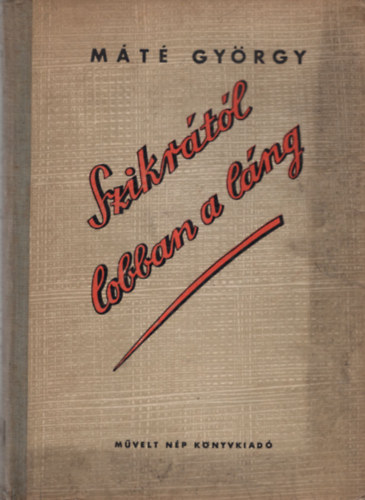 MÁTÉ GYÖRGY
Szikrától
lobban a láng
MŰVELT NÉP KÖNYVKIADÓ